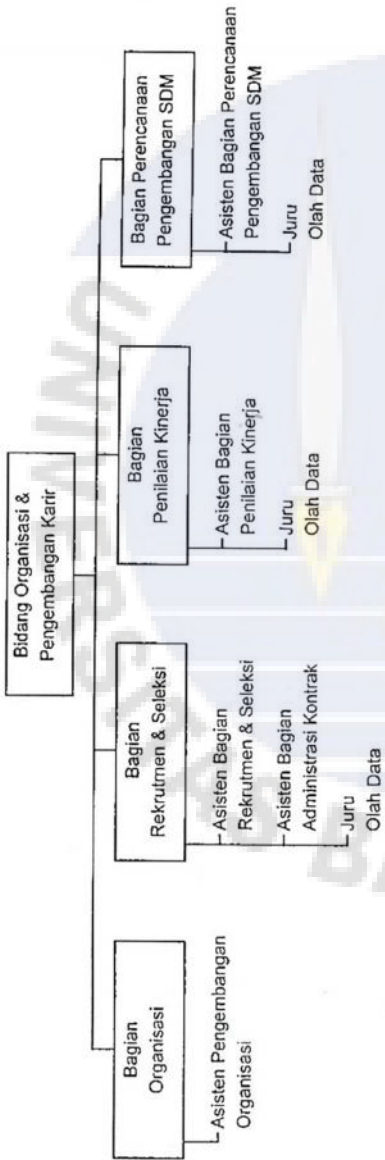 Bidang Organisasi &
Pengembangan Karir
Bagian
Organisasi
Asisten Pengembangan
Organisasi
Bagian
Rekrutmen & Seleksi
Asisten Bagian
Rekrutmen & Seleksi
Asisten Bagian
Administrasi Kontrak
Juru
Olah Data
Bagian
Penilaian Kinerja
Asisten Bagian
Penilaian Kinerja
Juru
Olah Data
Bagian Perencanaan
Pengembangan SDM
Asisten Bagian Perencanaan
Pengembangan SDM
Juru
Olah Data